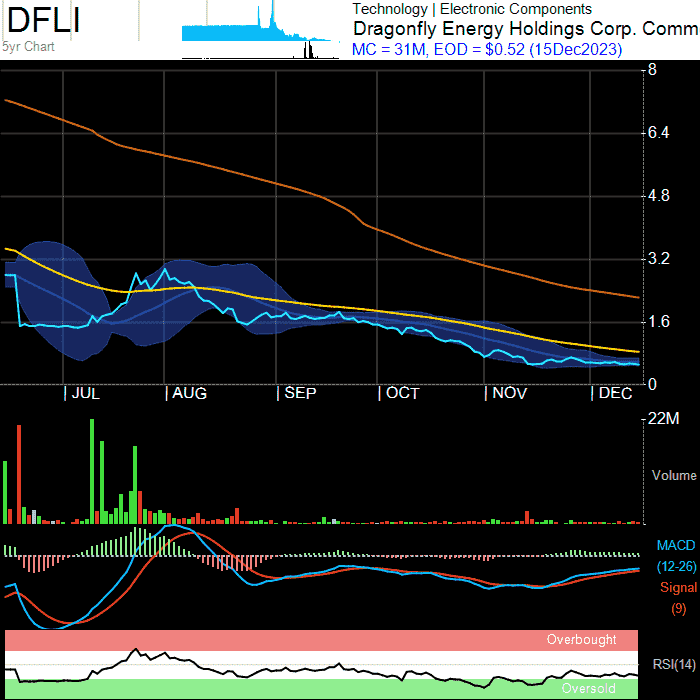 DFLI
5yr Chart
Technology | Electronic Components
Dragonfly Energy Holdings Corp. Comm
MC = 31M, EOD = $0.52 (15Dec2023)
8
6.4
4.8
3.2
1.6
0
JUL AUG SEP OCT NOV DEC
22M
Volume
MACD
(12-26)
Signal
(9)
Overbought
RSI(14)
Oversold